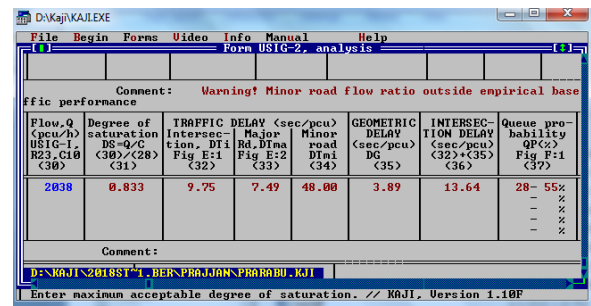 D:\Kaji\KAJI.EXE
File Begin Forms Video Info Manual Help
Form USIG-2, analysis
Comment: Warning! Minor road flow ratio outside empirical base
ffic performance
Flow,Q Degree of TRAFFIC DELAY (sec/pcu) GEOMETRIC INTERSEC- Queue pro-
(pcu/h) saturation Intersec- Major Minor DELAY TION DELAY bability
USIG-I, DS=Q/C tion, DTi Rd,DTma road (sec/pcu) (sec/pcu) QP(%)
R23,C10 (30)/(28) Fig E:1 Fig E:2 DTmi DG (32)+(35) Fig F:1
(30) (31) (32) (33) (34) (35) (36) (37)
2038 0.833 9.75 7.49 48.00 3.89 13.64 28- 55%
- %
- %
- %
Comment:
D:\KAJI\2018ST~1.BER\PRAJJAN\PRARABU.KJI
Enter maximum acceptable degree of saturation. // KAJI, Version 1.10F